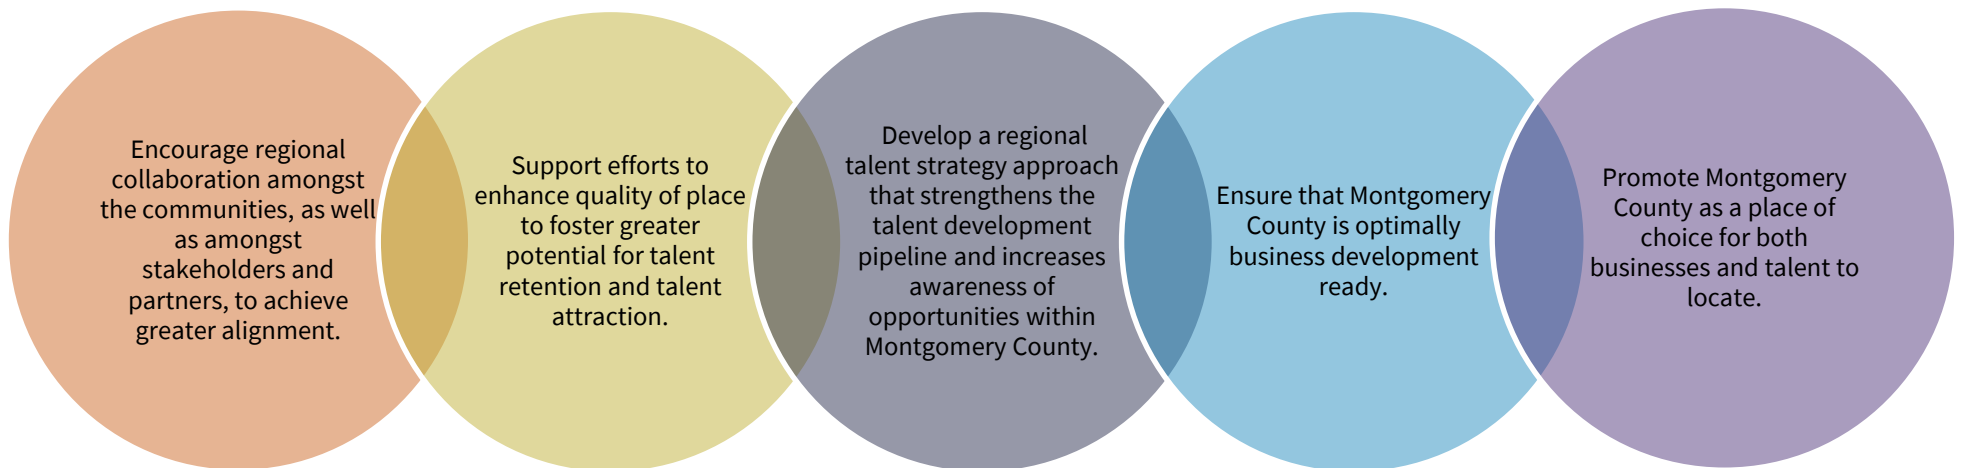 Encourage regional
collaboration amongst
the communities, as well
as amongst
stakeholders and
partners, to achieve
greater alignment.
Support efforts to
enhance quality of place
to foster greater
potential for talent
retention and talent
attraction.
Develop a regional
talent strategy approach
that strengthens the
talent development
pipeline and increases
awareness of
opportunities within
Montgomery County.
Ensure that Montgomery
County is optimally
business development
ready.
Promote Montgomery
County as a place of
choice for both
businesses and talent to
locate.